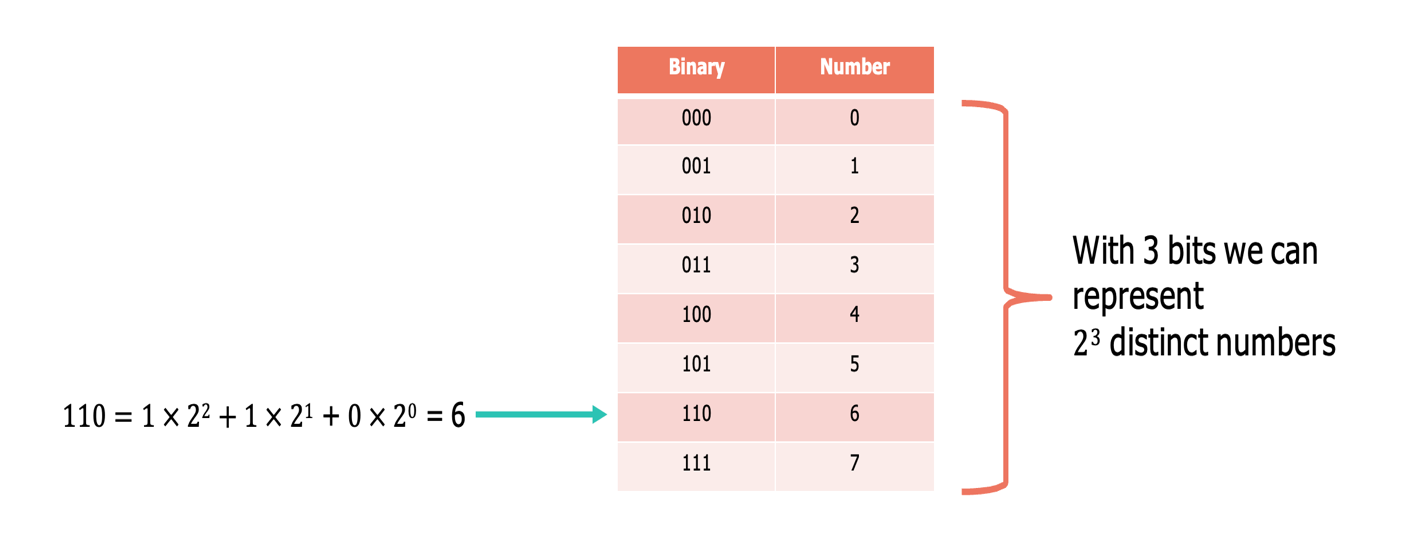 Binary Number
000 0
001 1
010 2
011 3
100 4
101 5
110 6
111 7
110 = 1 × 2² + 1 × 2¹ + 0 × 2⁰ = 6
With 3 bits we can
represent
2³ distinct numbers